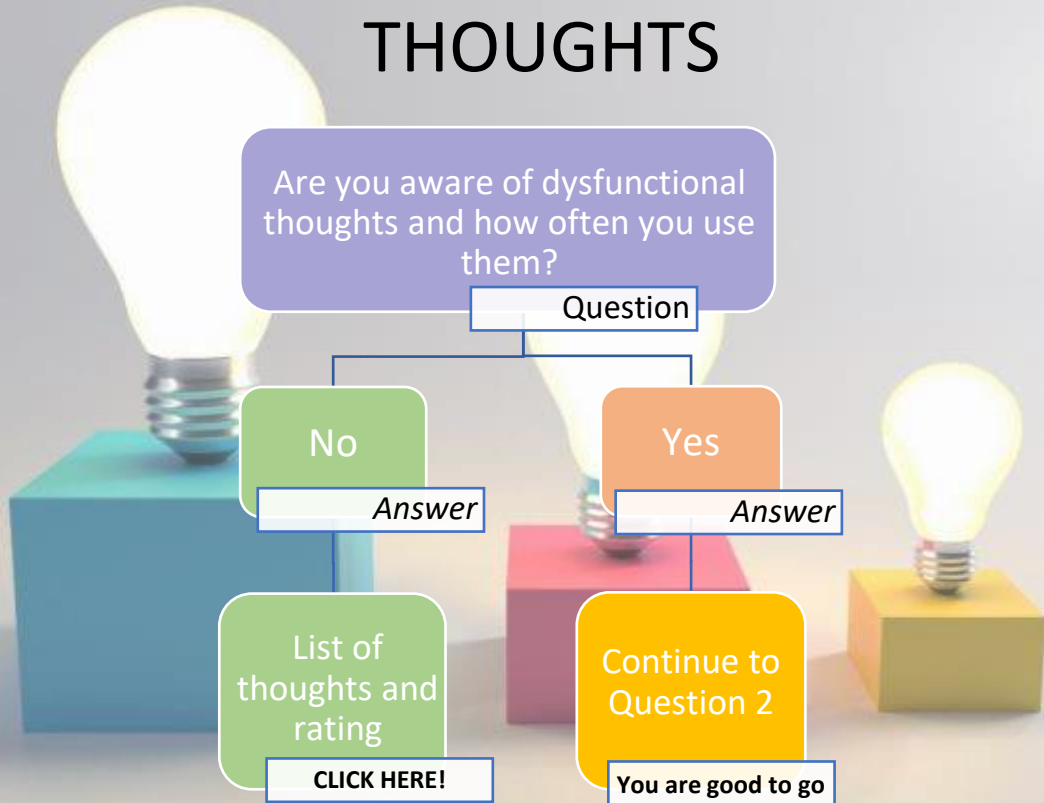 THOUGHTS
Are you aware of dysfunctional
thoughts and how often you use
them?
Question
No
Answer
Yes
Answer
List of
thoughts and
rating
CLICK HERE!
Continue to
Question 2
You are good to go